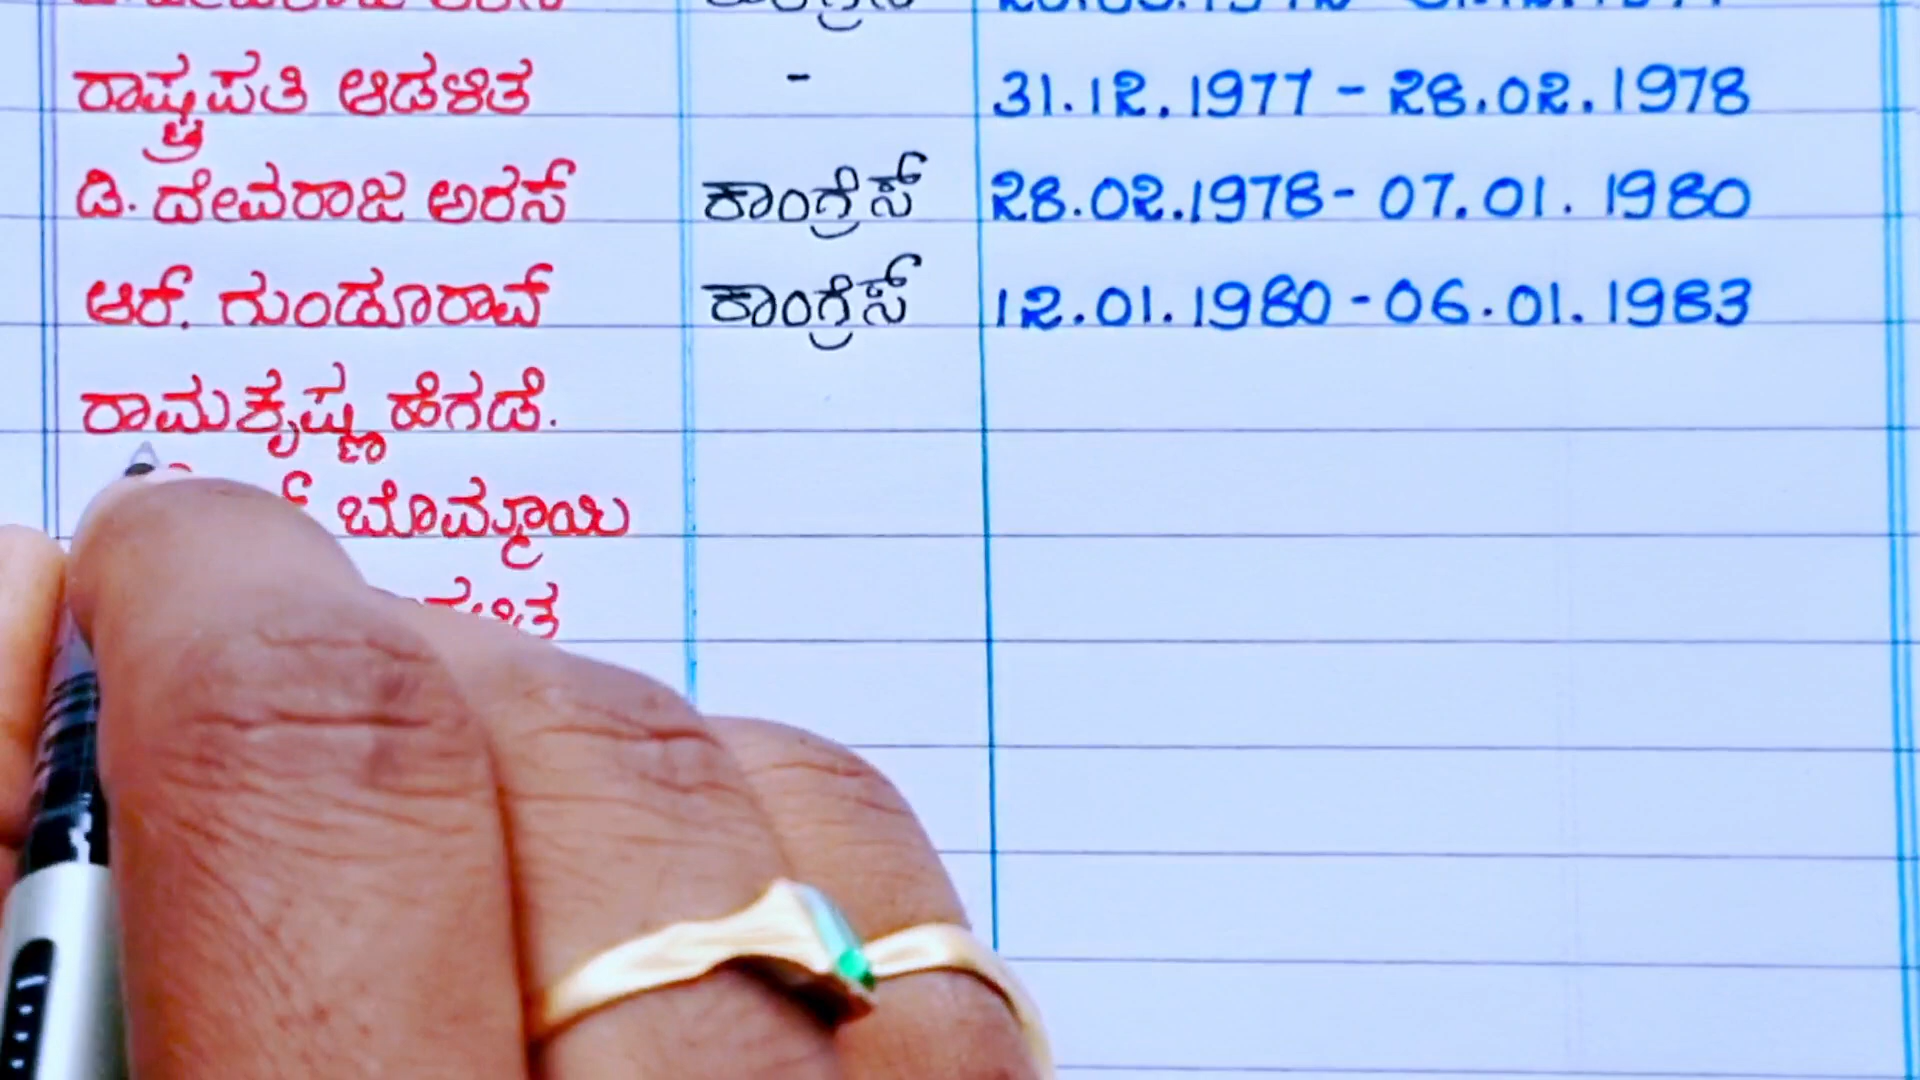 ರಾಷ್ಟ್ರಪತಿ ಆಡಳಿತ - 31.12.1977 - 28.02.1978
ಡಿ. ದೇವರಾಜ ಅರಸ್ ಕಾಂಗ್ರೆಸ್ 28.02.1978 - 07.01.1980
ಆರ್. ಗುಂಡೂರಾವ್ ಕಾಂಗ್ರೆಸ್ 12.01.1980 - 06.01.1983
ರಾಮಕೃಷ್ಣ ಹೆಗಡೆ.
ಬೊಮ್ಮಾಯಿ